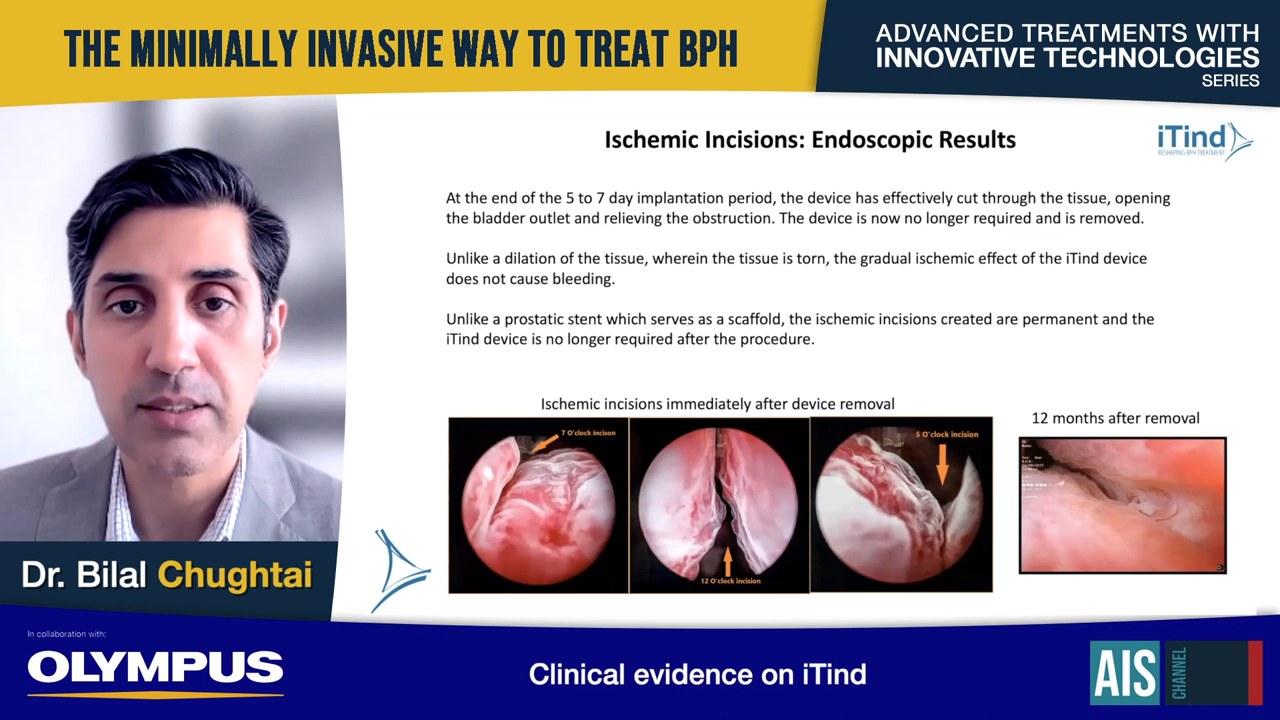 THE MINIMALLY INVASIVE WAY TO TREAT BPH
ADVANCED TREATMENTS WITH
INNOVATIVE TECHNOLOGIES
SERIES
Ischemic Incisions: Endoscopic Results
iTind
RESHAPING BPH TREATMENT
At the end of the 5 to 7 day implantation period, the device has effectively cut through the tissue, opening
the bladder outlet and relieving the obstruction. The device is now no longer required and is removed.
Unlike a dilation of the tissue, wherein the tissue is torn, the gradual ischemic effect of the iTind device
does not cause bleeding.
Unlike a prostatic stent which serves as a scaffold, the ischemic incisions created are permanent and the
iTind device is no longer required after the procedure.
Ischemic incisions immediately after device removal
12 months after removal
7 O'clock incison
12 O'clock incision
5 O'clock incision
Dr. Bilal Chughtai
In collaboration with:
OLYMPUS
Clinical evidence on iTind
AIS
CHANNEL